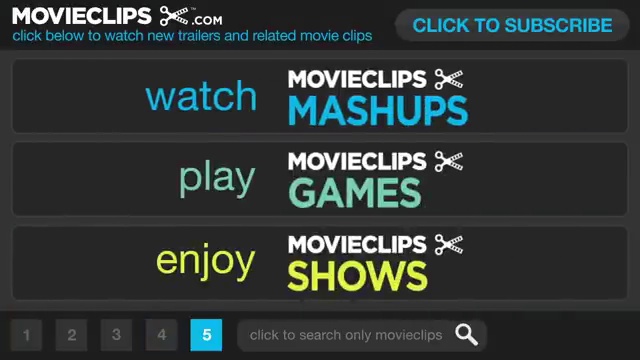 MOVIECLIPS.COM™
CLICK TO SUBSCRIBE
click below to watch new trailers and related movie clips
watch MOVIECLIPS
MASHUPS
play MOVIECLIPS
GAMES
enjoy MOVIECLIPS
SHOWS
1 2 3 4 5 click to search only movieclips